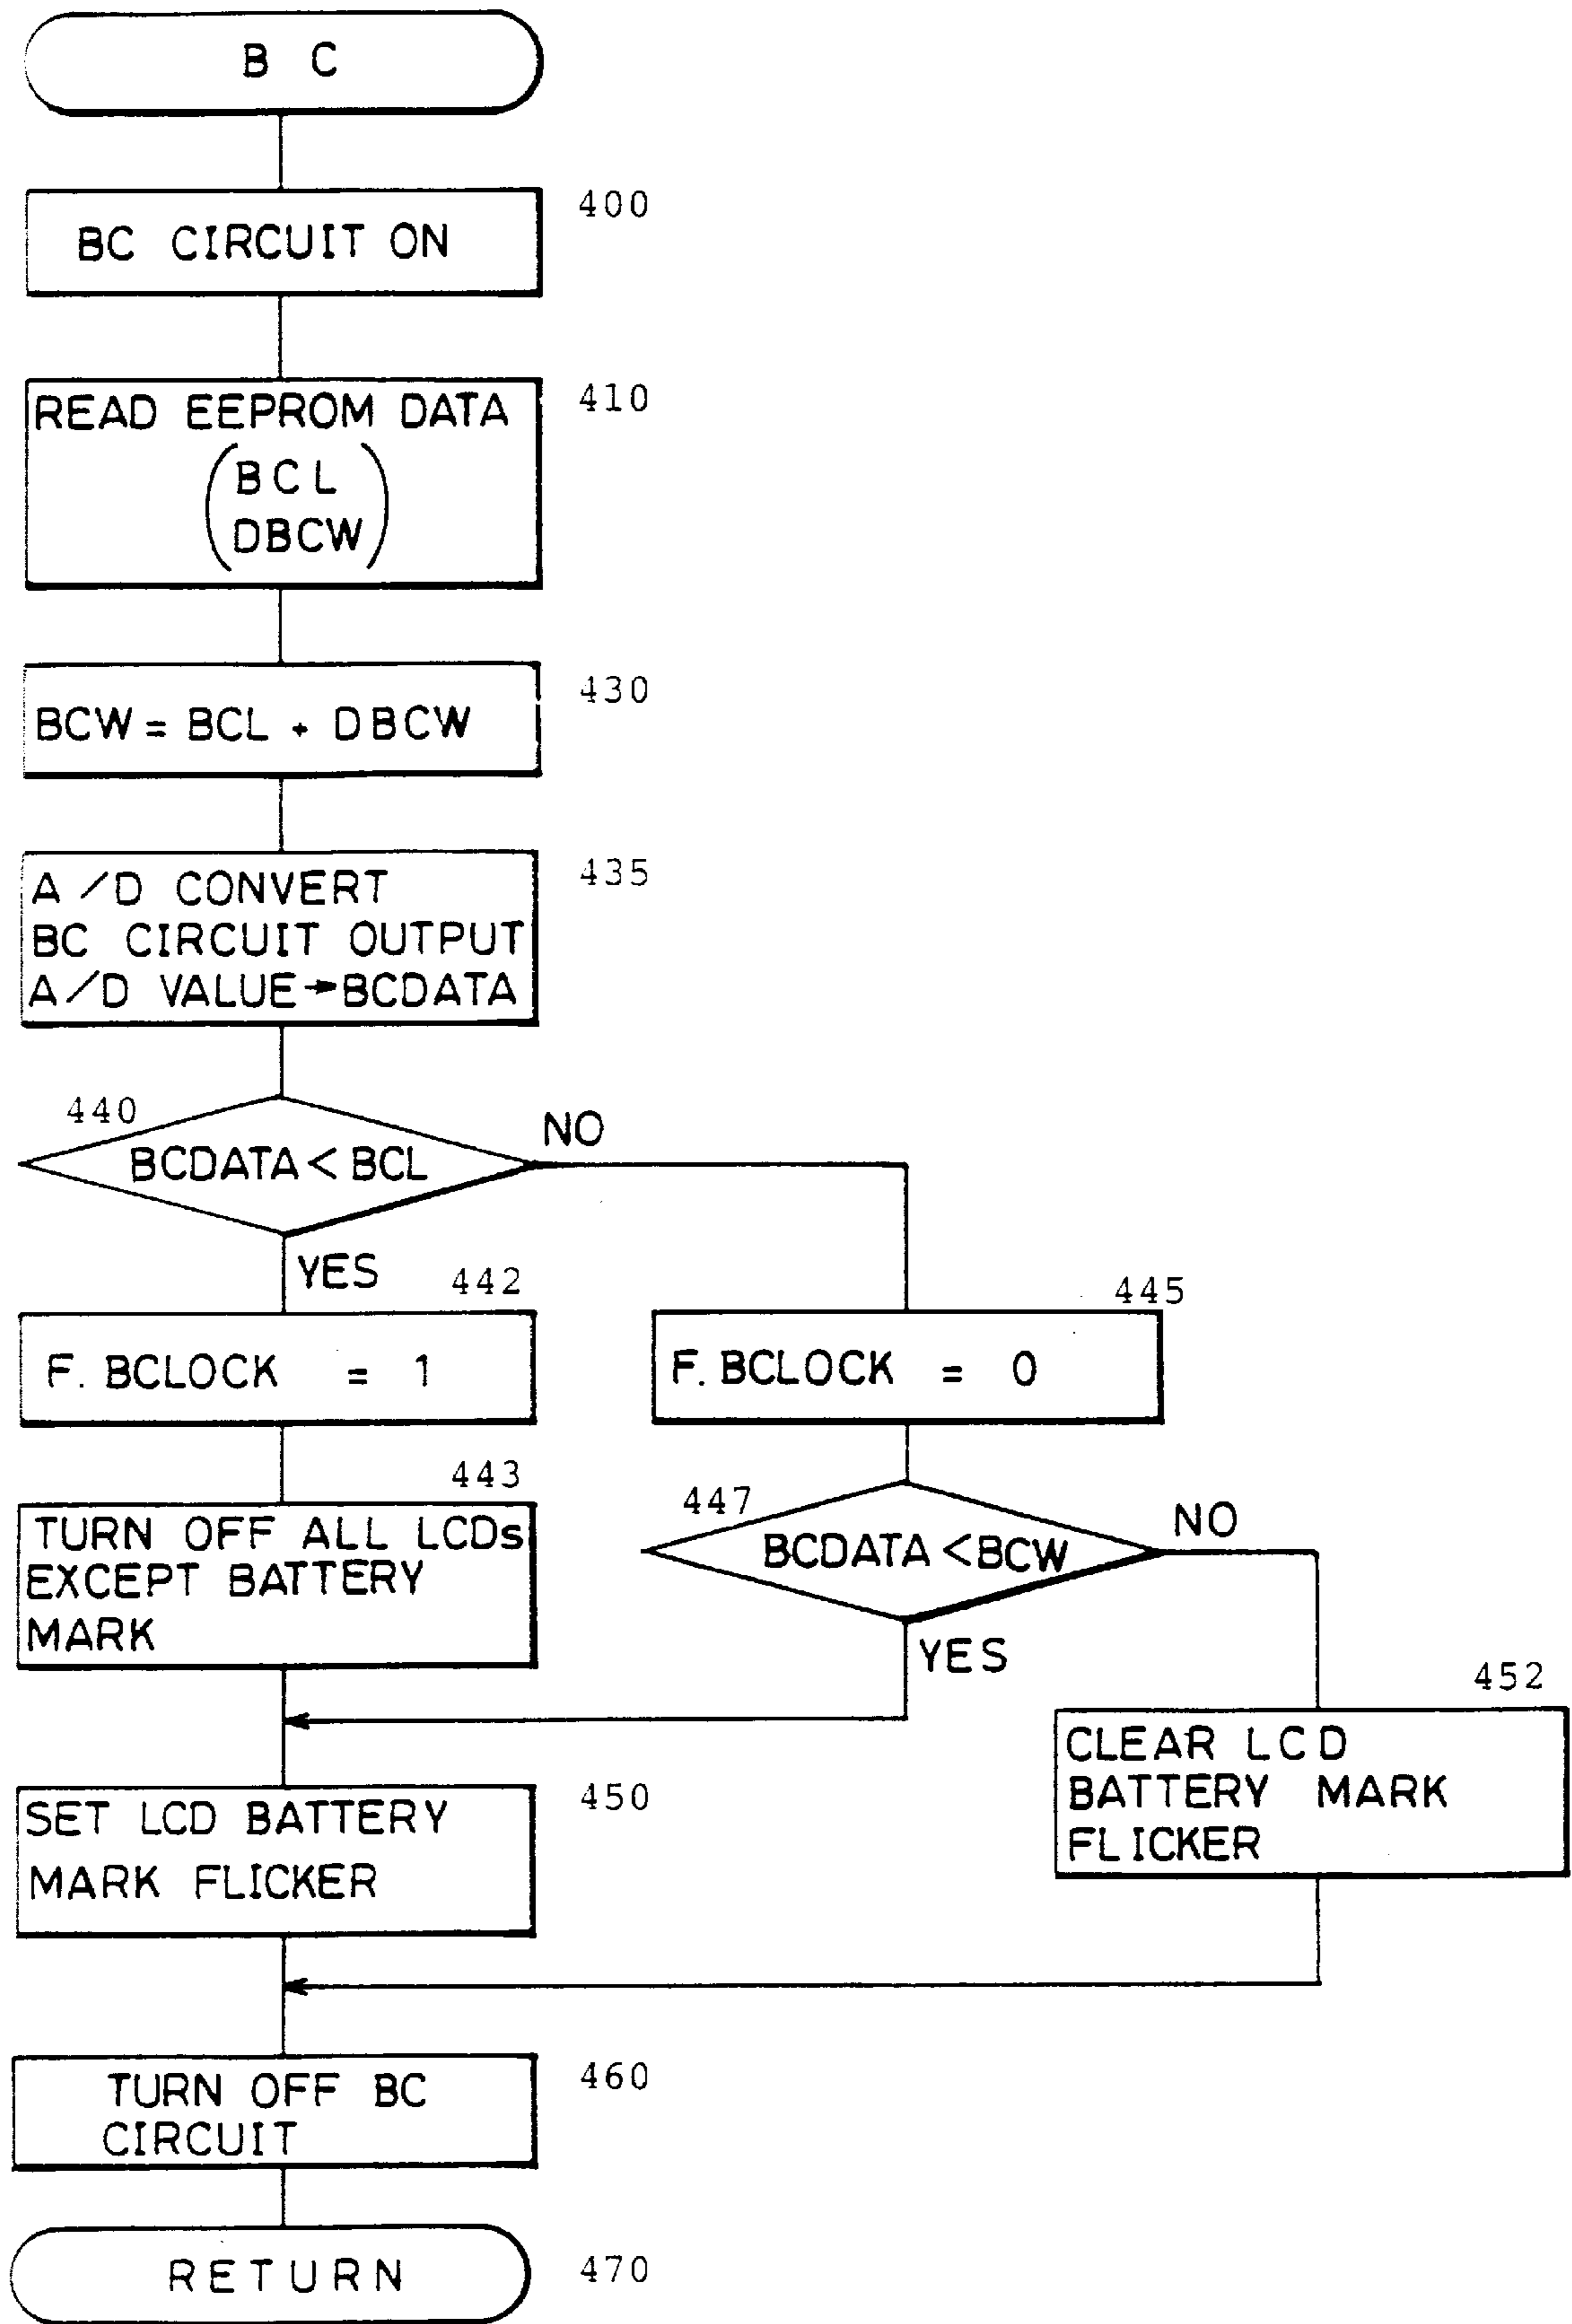 B C
400
BC CIRCUIT ON
410
READ EEPROM DATA
(BCL
DBCW)
430
BCW = BCL + DBCW
435
A/D CONVERT
BC CIRCUIT OUTPUT
A/D VALUE→BCDATA
440
BCDATA < BCL
NO
YES
442
F. BCLOCK = 1
445
F. BCLOCK = 0
443
TURN OFF ALL LCDs
EXCEPT BATTERY
MARK
447
BCDATA < BCW
NO
YES
452
CLEAR LCD
BATTERY MARK
FLICKER
450
SET LCD BATTERY
MARK FLICKER
460
TURN OFF BC
CIRCUIT
RETURN
470